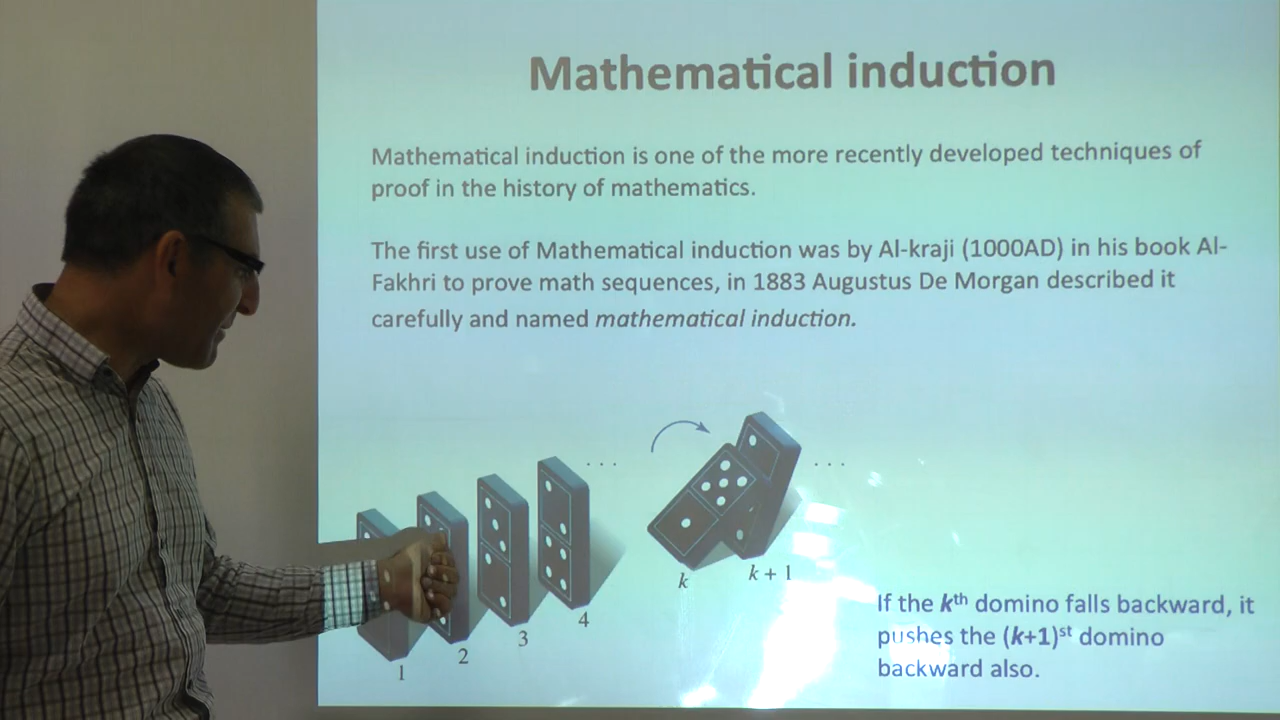 Mathematical induction
Mathematical induction is one of the more recently developed techniques of
proof in the history of mathematics.
The first use of Mathematical induction was by Al-kraji (1000AD) in his book Al-
Fakhri to prove math sequences, in 1883 Augustus De Morgan described it
carefully and named mathematical induction.
. . .
. . .
k
k + 1
4
3
2
1
If the kth domino falls backward, it
pushes the (k+1)st domino
backward also.